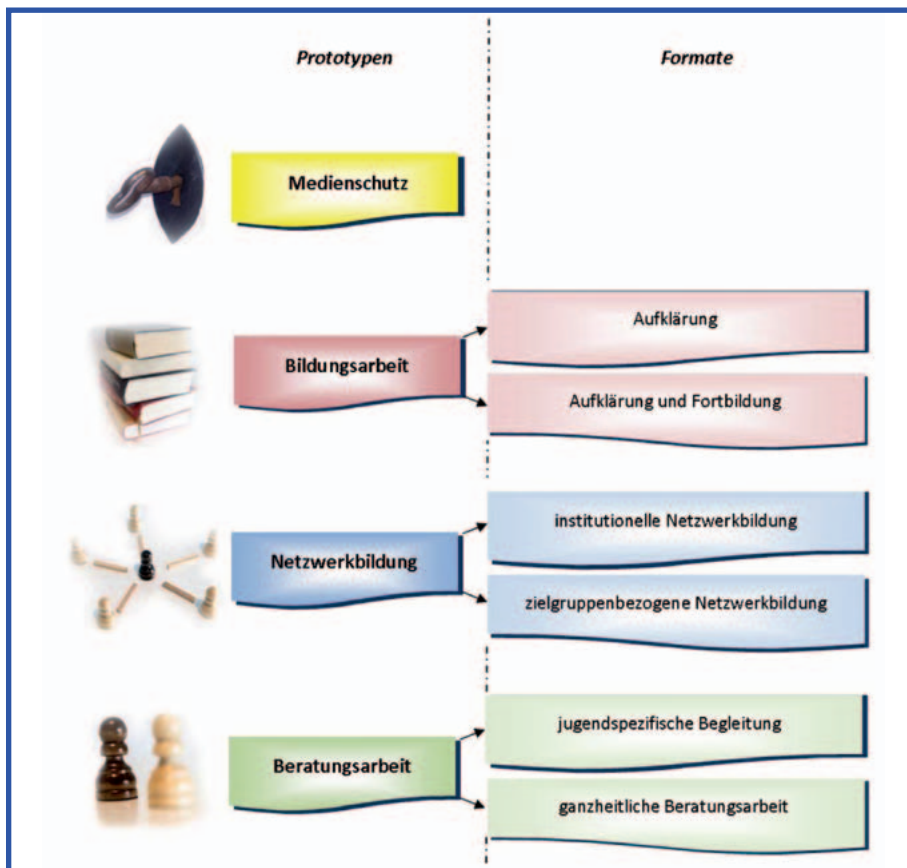 Prototypen
Formate
Medienschutz
Bildungsarbeit
Aufklärung
Aufklärung und Fortbildung
Netzwerkbildung
institutionelle Netzwerkbildung
zielgruppenbezogene Netzwerkbildung
Beratungsarbeit
jugendspezifische Begleitung
ganzheitliche Beratungsarbeit